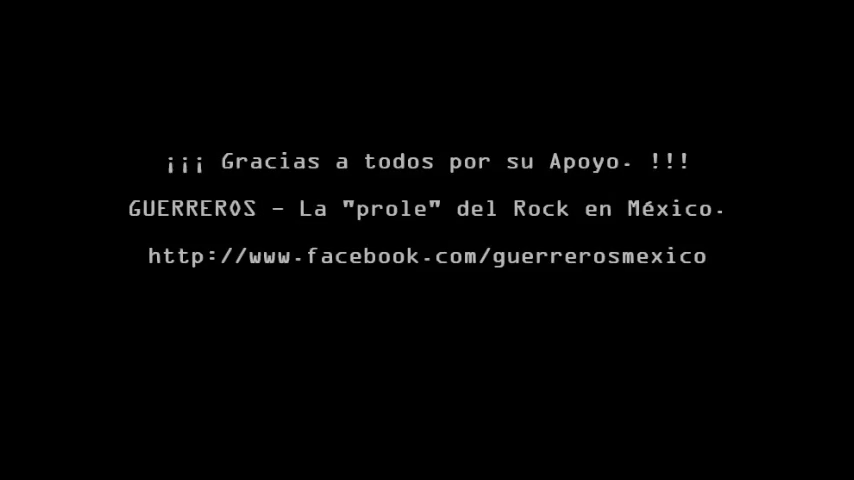 ¡¡¡ Gracias a todos por su Apoyo. !!!
GUERREROS - La "prole" del Rock en México.
http://www.facebook.com/guerrerosmexico